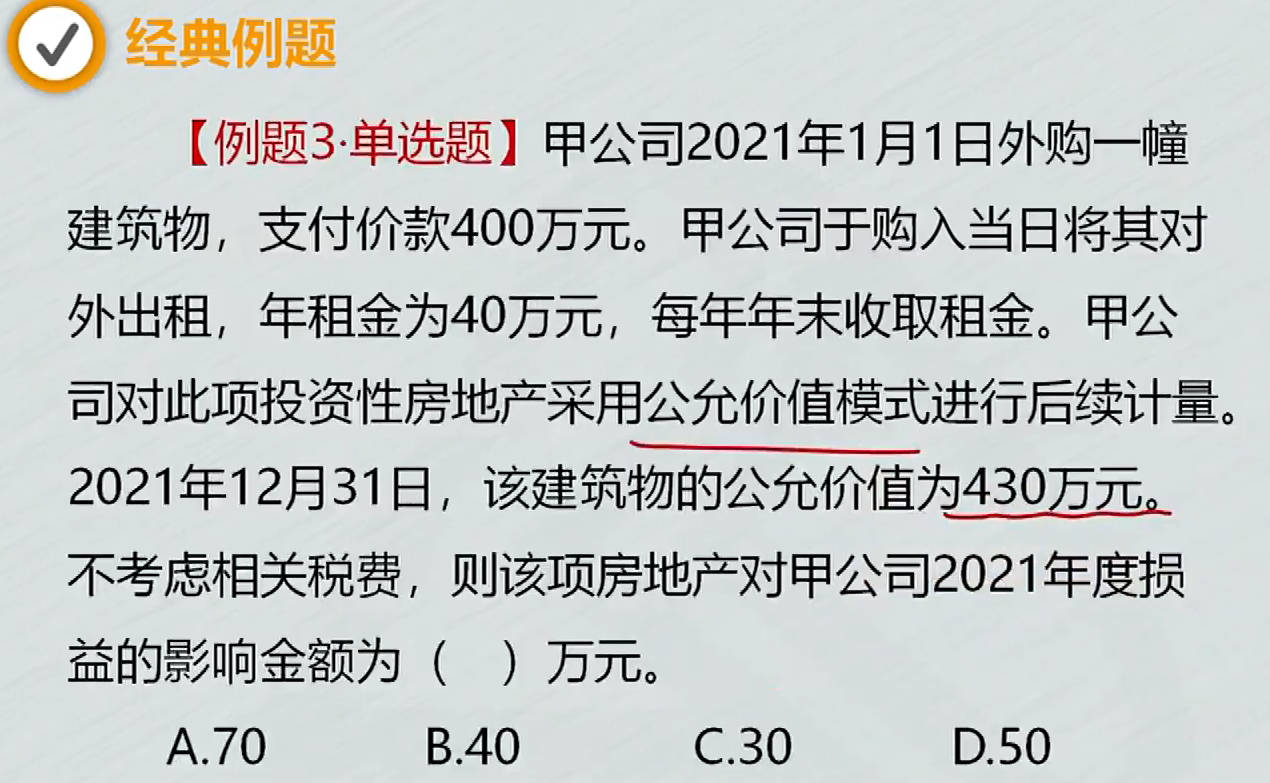 经典例题
【例题3·单选题】甲公司2021年1月1日外购一幢
建筑物，支付价款400万元。甲公司于购入当日将其对
外出租，年租金为40万元，每年年末收取租金。甲公
司对此项投资性房地产采用公允价值模式进行后续计量。
2021年12月31日，该建筑物的公允价值为430万元。
不考虑相关税费，则该项房地产对甲公司2021年度损
益的影响金额为（　）万元。
A.70 B.40 C.30 D.50